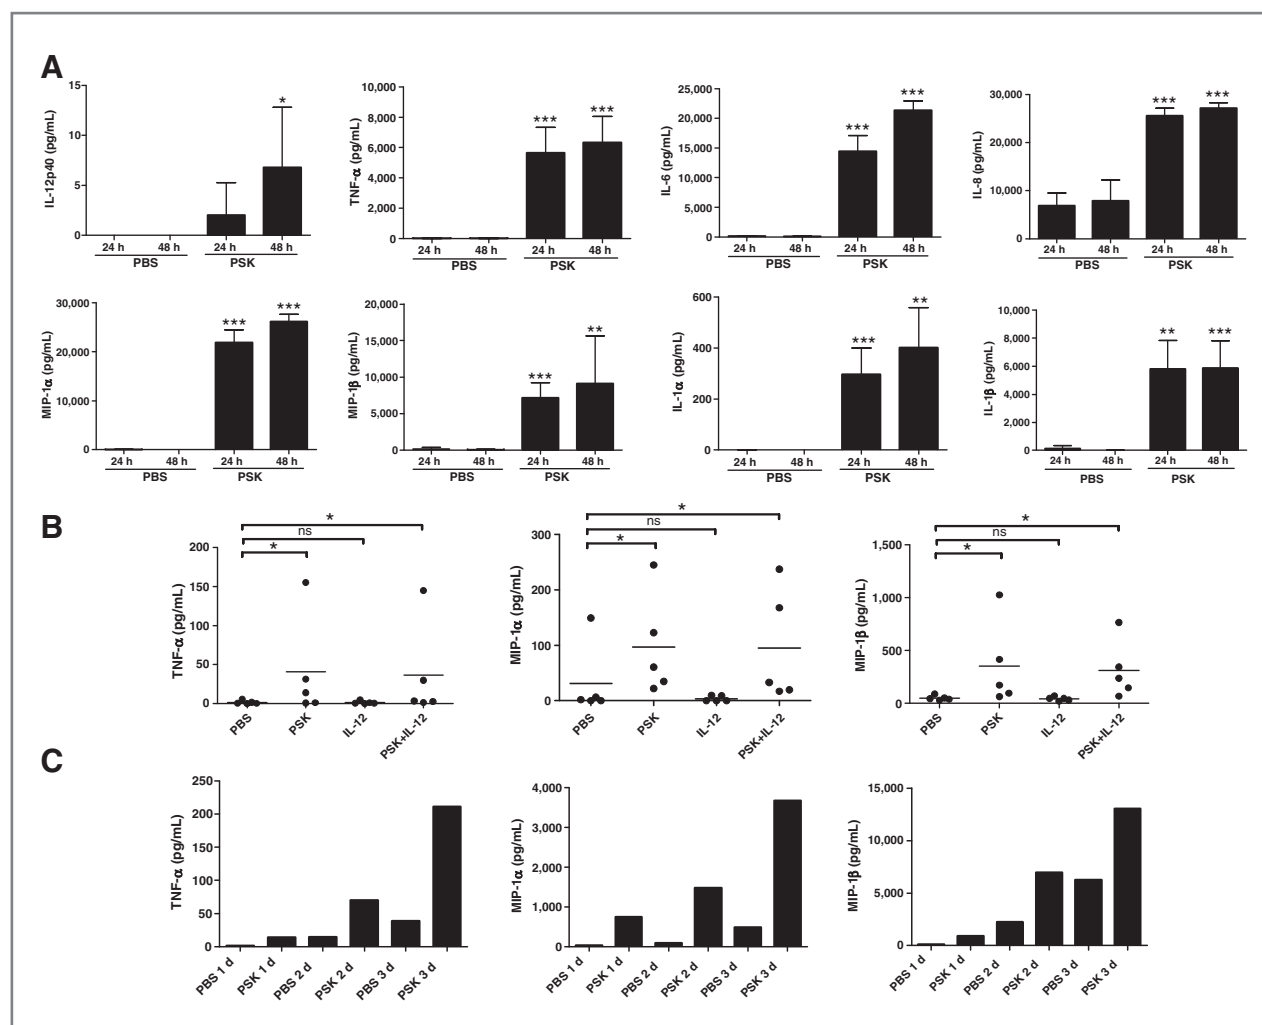 A
IL-12p40 (pg/mL)
15
10
5
0
*
24 h 48 h 24 h 48 h
PBS PSK
TNF-α (pg/mL)
10,000
8,000
6,000
4,000
2,000
0
*** ***
24 h 48 h 24 h 48 h
PBS PSK
IL-6 (pg/mL)
25,000
20,000
15,000
10,000
5,000
0
*** ***
24 h 48 h 24 h 48 h
PBS PSK
IL-8 (pg/mL)
30,000
20,000
10,000
0
*** ***
24 h 48 h 24 h 48 h
PBS PSK
MIP-1α (pg/mL)
30,000
20,000
10,000
0
*** ***
24 h 48 h 24 h 48 h
PBS PSK
MIP-1β (pg/mL)
20,000
15,000
10,000
5,000
0
*** **
24 h 48 h 24 h 48 h
PBS PSK
IL-1α (pg/mL)
600
400
200
0
*** **
24 h 48 h 24 h 48 h
PBS PSK
IL-1β (pg/mL)
10,000
8,000
6,000
4,000
2,000
0
** ***
24 h 48 h 24 h 48 h
PBS PSK
B
TNF-α (pg/mL)
200
150
100
50
0
*
ns
*
PBS PSK IL-12 PSK+IL-12
MIP-1α (pg/mL)
300
200
100
0
*
ns
*
PBS PSK IL-12 PSK+IL-12
MIP-1β (pg/mL)
1,500
1,000
500
0
*
ns
*
PBS PSK IL-12 PSK+IL-12
C
TNF-α (pg/mL)
250
200
150
100
50
0
PBS 1 d PSK 1 d PBS 2 d PSK 2 d PBS 3 d PSK 3 d
MIP-1α (pg/mL)
4,000
3,000
2,000
1,000
0
PBS 1 d PSK 1 d PBS 2 d PSK 2 d PBS 3 d PSK 3 d
MIP-1β (pg/mL)
15,000
10,000
5,000
0
PBS 1 d PSK 1 d PBS 2 d PSK 2 d PBS 3 d PSK 3 d